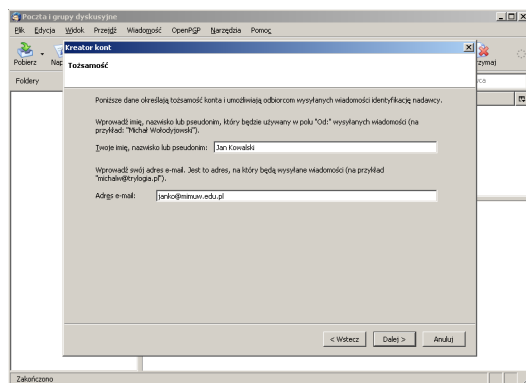 Poczta i grupy dyskusyjne
Plik Edycja Widok Przejdź Wiadomość OpenPGP Narzędzia Pomoc
Pobierz
Kreator kont
Tożsamość
Foldery
Poniższe dane określają tożsamość konta i umożliwiają odbiorcom wysyłanych wiadomości identyfikację nadawcy.
Wprowadź imię, nazwisko lub pseudonim, który będzie używany w polu "Od:" wysyłanych wiadomości (na
przykład: "Michał Wołodyjowski").
Twoje imię, nazwisko lub pseudonim: Jan Kowalski
Wprowadź swój adres e-mail. Jest to adres, na który będą wysyłane wiadomości (na przykład
"michalw@trylogia.pl").
Adres e-mail: janko@mimuw.edu.pl
< Wstecz Dalej > Anuluj
Zakończono